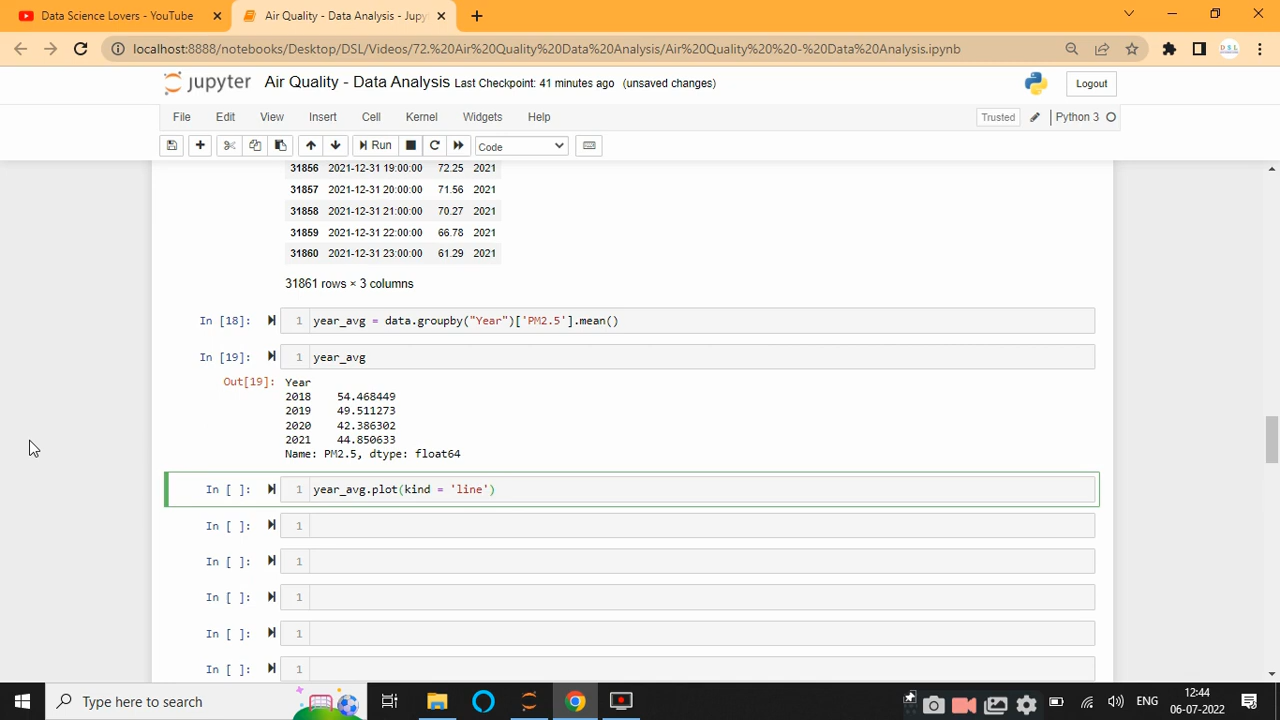 Data Science Lovers - YouTube
Air Quality - Data Analysis - Jupy
localhost:8888/notebooks/Desktop/DSL/Videos/72.%20Air%20Quality%20Data%20Analysis/Air%20Quality%20%20-%20Data%20Analysis.ipynb
jupyter Air Quality - Data Analysis Last Checkpoint: 41 minutes ago (unsaved changes)
Logout
File Edit View Insert Cell Kernel Widgets Help
Trusted Python 3
Run Code
31856 2021-12-31 19:00:00 72.25 2021
31857 2021-12-31 20:00:00 71.56 2021
31858 2021-12-31 21:00:00 70.27 2021
31859 2021-12-31 22:00:00 66.78 2021
31860 2021-12-31 23:00:00 61.29 2021
31861 rows × 3 columns
In [18]: 1 year_avg = data.groupby("Year")['PM2.5'].mean()
In [19]: 1 year_avg
Out[19]: Year
2018 54.468449
2019 49.511273
2020 42.386302
2021 44.850633
Name: PM2.5, dtype: float64
In [ ]: 1 year_avg.plot(kind = 'line')
In [ ]: 1
In [ ]: 1
In [ ]: 1
In [ ]: 1
In [ ]: 1
Type here to search
ENG
12:44
06-07-2022